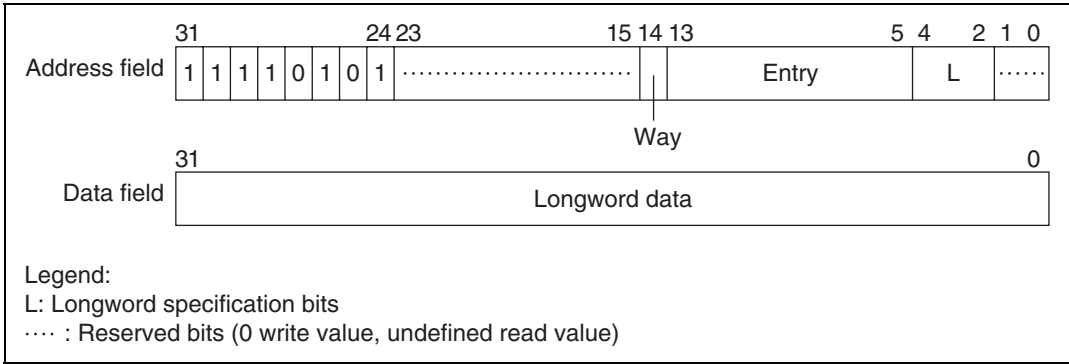 31 24 23 15 14 13 5 4 2 1 0
Address field 1 1 1 1 0 1 0 1 ........................... Entry L ......
Way
31 0
Data field Longword data
Legend:
L: Longword specification bits
···· : Reserved bits (0 write value, undefined read value)